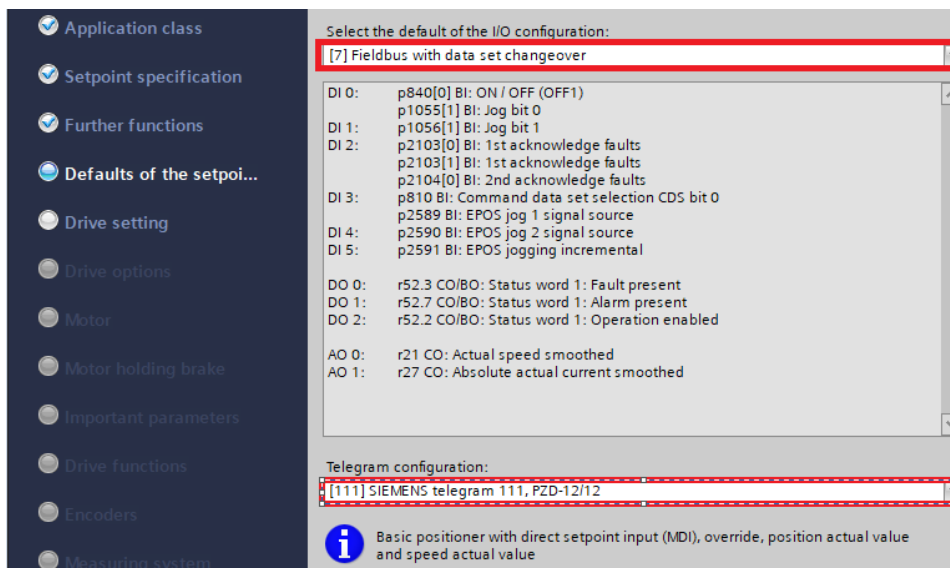 Application class
Setpoint specification
Further functions
Defaults of the setpoi...
Drive setting
Drive options
Motor
Motor holding brake
Important parameters
Drive functions
Encoders
Measuring system
Select the default of the I/O configuration:
[7] Fieldbus with data set changeover
DI 0: p840[0] BI: ON / OFF (OFF1)
p1055[1] BI: Jog bit 0
DI 1: p1056[1] BI: Jog bit 1
DI 2: p2103[0] BI: 1st acknowledge faults
p2103[1] BI: 1st acknowledge faults
p2104[0] BI: 2nd acknowledge faults
DI 3: p810 BI: Command data set selection CDS bit 0
p2589 BI: EPOS jog 1 signal source
DI 4: p2590 BI: EPOS jog 2 signal source
DI 5: p2591 BI: EPOS jogging incremental
DO 0: r52.3 CO/BO: Status word 1: Fault present
DO 1: r52.7 CO/BO: Status word 1: Alarm present
DO 2: r52.2 CO/BO: Status word 1: Operation enabled
AO 0: r21 CO: Actual speed smoothed
AO 1: r27 CO: Absolute actual current smoothed
Telegram configuration:
[111] SIEMENS telegram 111, PZD-12/12
Basic positioner with direct setpoint input (MDI), override, position actual value
and speed actual value